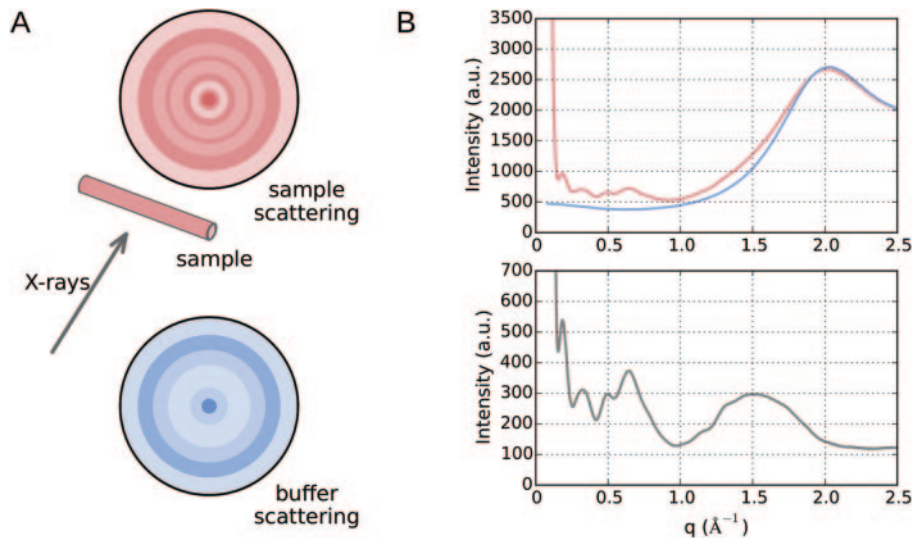 A
sample
scattering
sample
X-rays
buffer
scattering
B
Intensity (a.u.)
3500
3000
2500
2000
1500
1000
500
0
0 0.5 1.0 1.5 2.0 2.5
Intensity (a.u.)
700
600
500
400
300
200
100
0
0 0.5 1.0 1.5 2.0 2.5
q (Å⁻¹)